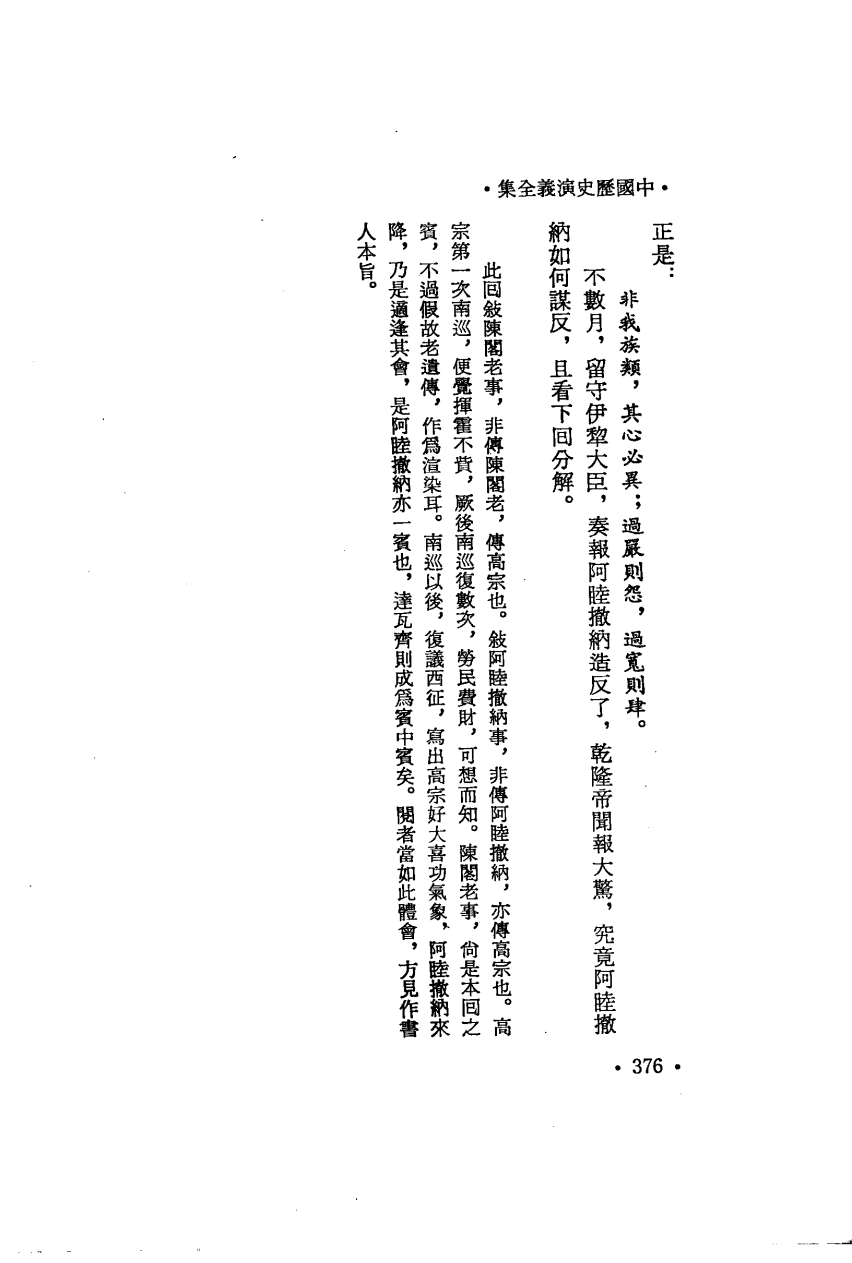 •中國歷史演義全集•
正是：
非我族類，其心必異；過嚴則怨，過寬則肆。
不數月，留守伊犂大臣，奏報阿睦撒納造反了，乾隆帝聞報大驚，究竟阿睦撒
納如何謀反，且看下回分解。
此回敍陳閣老事，非傳陳閣老，傳高宗也。敍阿睦撒納事，非傳阿睦撒納，亦傳高宗也。高
宗第一次南巡，便覺揮霍不貲，厥後南巡復數次，勞民費財，可想而知。陳閣老事，尙是本回之
賓，不過假故老遺傳，作爲渲染耳。南巡以後，復議西征，寫出高宗好大喜功氣象，阿睦撒納來
降，乃是適逢其會，是阿睦撒納亦一賓也，達瓦齊則成爲賓中賓矣。閱者當如此體會，方見作書
人本旨。
•376•